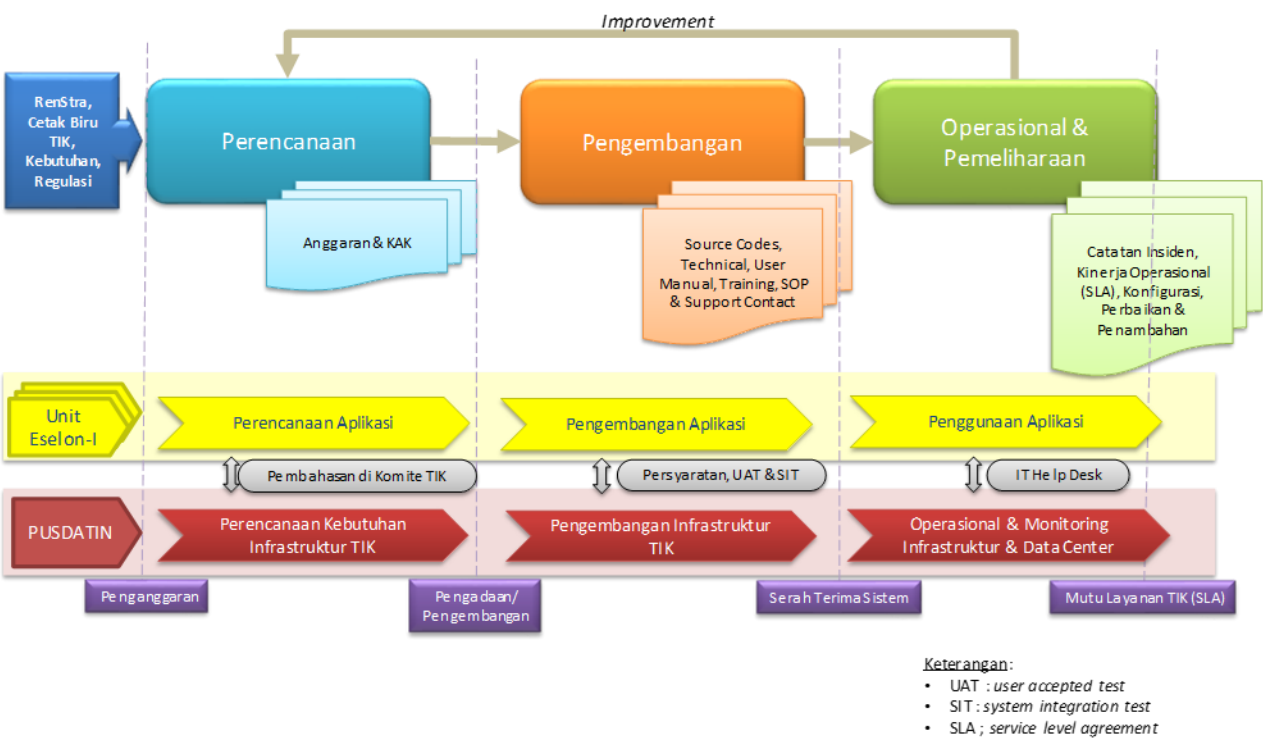 Improvement
RenStra,
Cetak Biru
TIK,
Kebutuhan,
Regulasi
Perencanaan
Pengembangan
Operasional &
Pemeliharaan
Anggaran & KAK
Source Codes,
Technical, User
Manual, Training, SOP
& Support Contact
Catatan Insiden,
Kinerja Operasional
(SLA), Konfigurasi,
Perbaikan &
Penambahan
Unit
Eselon-I
Perencanaan Aplikasi
Pengembangan Aplikasi
Penggunaan Aplikasi
Pembahasan di Komite TIK
Persyaratan, UAT & SIT
IT Help Desk
PUSDATIN
Perencanaan Kebutuhan
Infrastruktur TIK
Pengembangan Infrastruktur
TIK
Operasional & Monitoring
Infrastruktur & Data Center
Penganggaran
Pengadaan/
Pengembangan
Serah Terima Sistem
Mutu Layanan TIK (SLA)
Keterangan:
• UAT : user accepted test
• SIT : system integration test
• SLA ; service level agreement